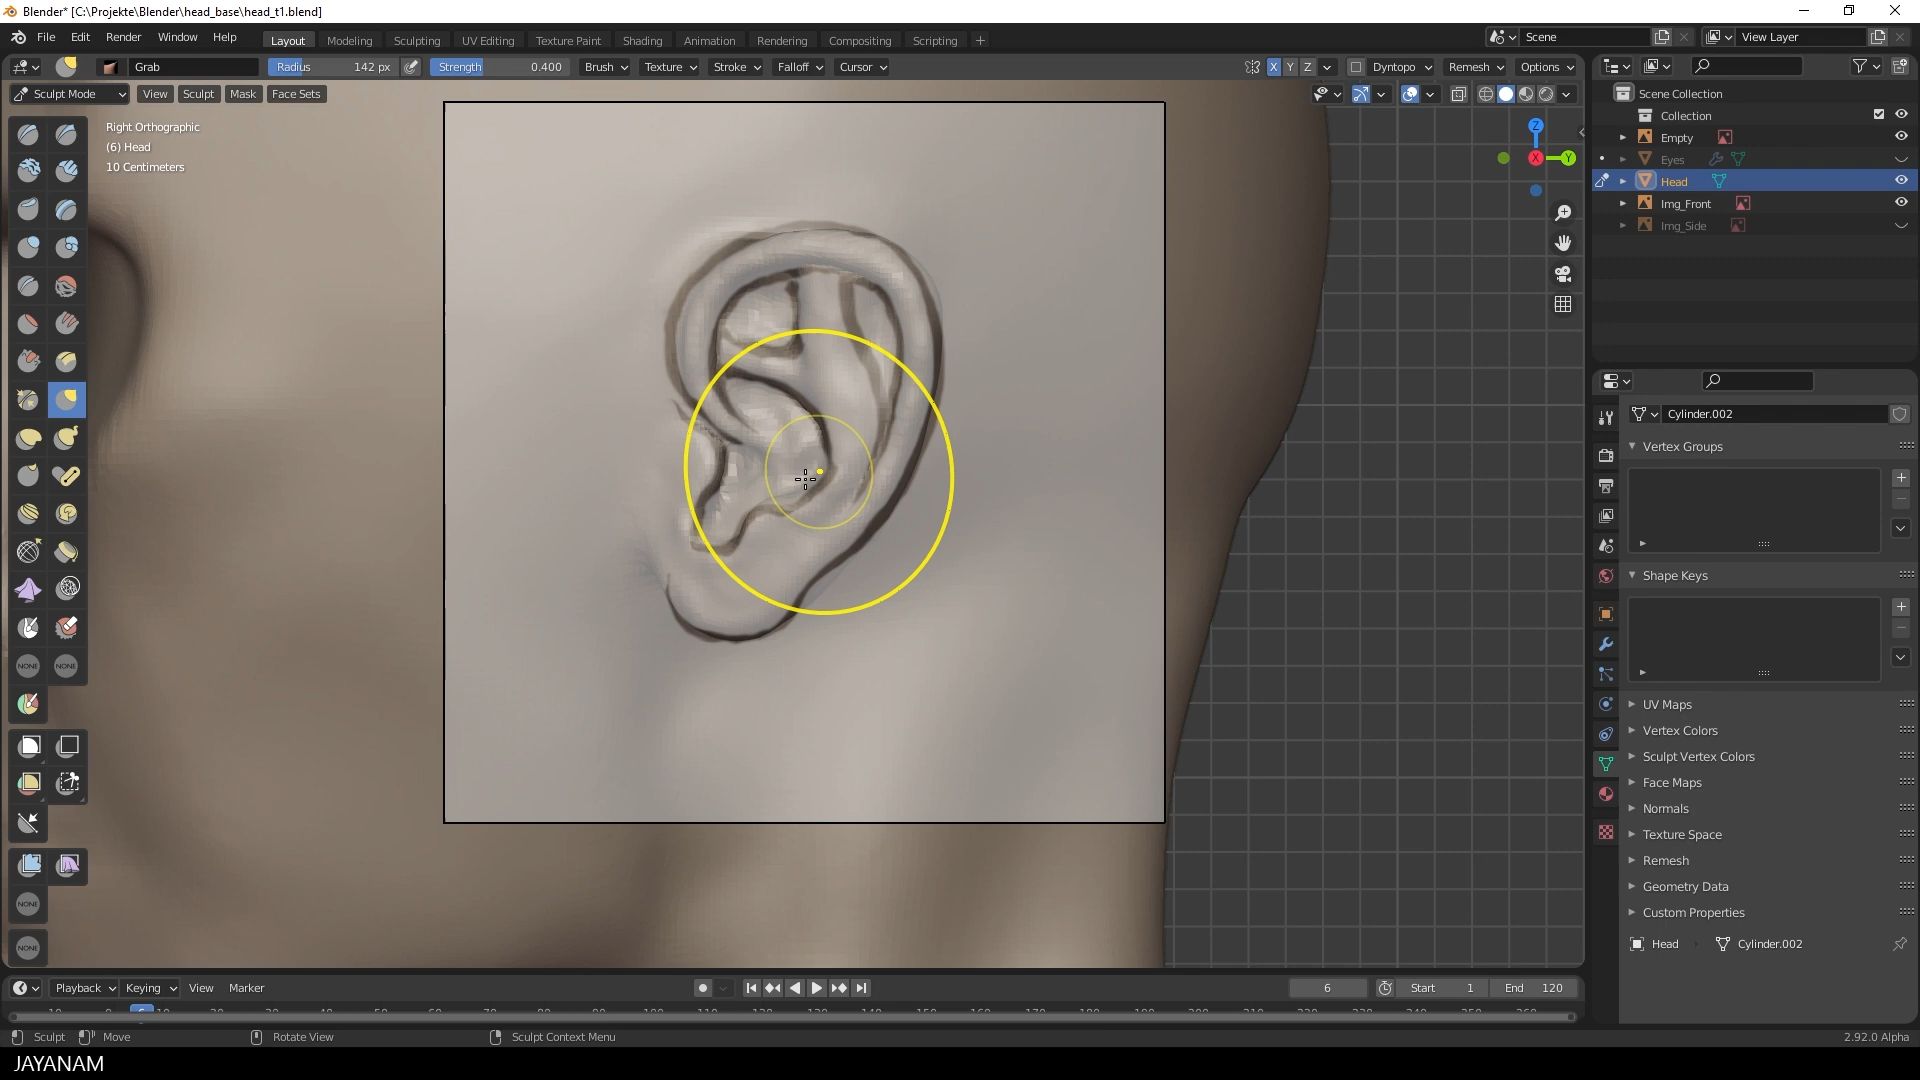 Blender* [C:\Projekte\Blender\head_base\head_t1.blend]
File Edit Render Window Help Layout Modeling Sculpting UV Editing Texture Paint Shading Animation Rendering Compositing Scripting + Scene View Layer
Grab Radius 142 px Strength 0.400 Brush Texture Stroke Falloff Cursor X Y Z Dyntopo Remesh Options
Sculpt Mode View Sculpt Mask Face Sets
Right Orthographic
(6) Head
10 Centimeters
Z
X
Y
NONE NONE
NONE
NONE
Scene Collection
Collection
Empty
Eyes
Head
Img_Front
Img_Side
Cylinder.002
Vertex Groups
Shape Keys
UV Maps
Vertex Colors
Sculpt Vertex Colors
Face Maps
Normals
Texture Space
Remesh
Geometry Data
Custom Properties
Head Cylinder.002
Playback Keying View Marker 6 Start 1 End 120
Sculpt Move Rotate View Sculpt Context Menu 2.92.0 Alpha
JAYANAM